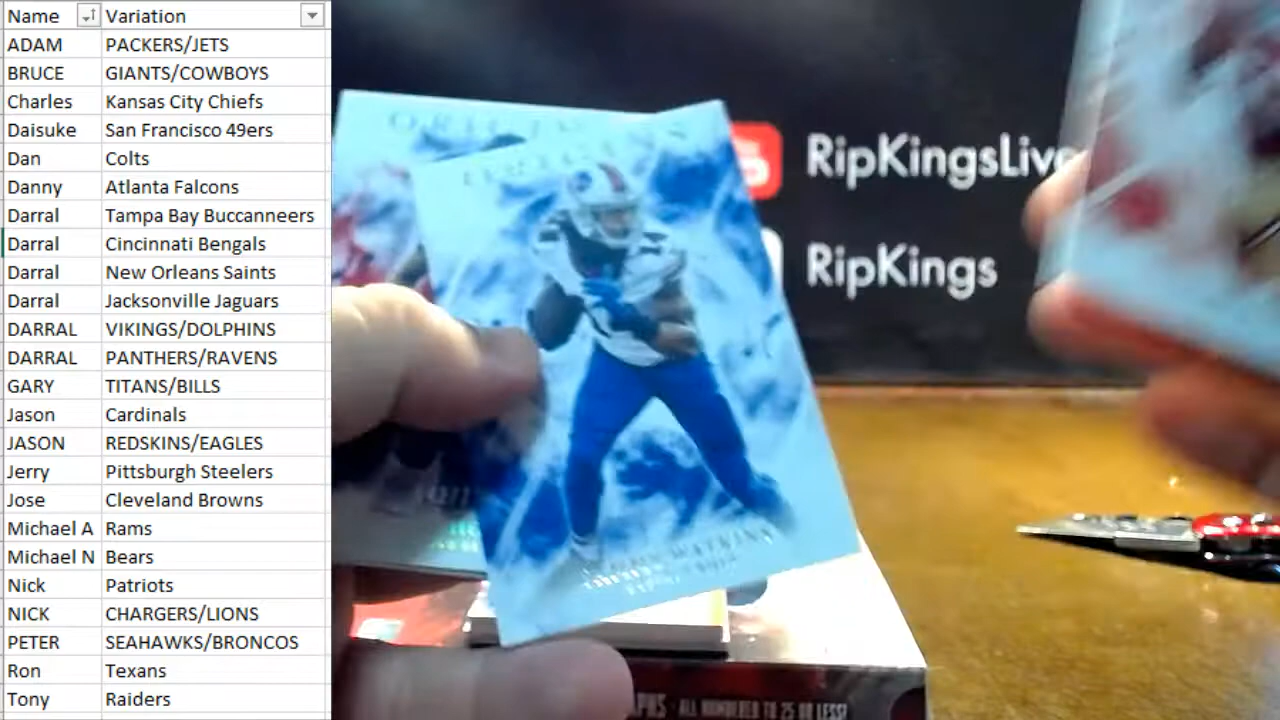 Name Variation
ADAM PACKERS/JETS
BRUCE GIANTS/COWBOYS
Charles Kansas City Chiefs
Daisuke San Francisco 49ers
Dan Colts
Danny Atlanta Falcons
Darral Tampa Bay Buccanneers
Darral Cincinnati Bengals
Darral New Orleans Saints
Darral Jacksonville Jaguars
DARRAL VIKINGS/DOLPHINS
DARRAL PANTHERS/RAVENS
GARY TITANS/BILLS
Jason Cardinals
JASON REDSKINS/EAGLES
Jerry Pittsburgh Steelers
Jose Cleveland Browns
Michael A Rams
Michael N Bears
Nick Patriots
NICK CHARGERS/LIONS
PETER SEAHAWKS/BRONCOS
Ron Texans
Tony Raiders
RipKingsLive
RipKings
WATKINS
ALL NUMBERED TO 25 OR LESS!